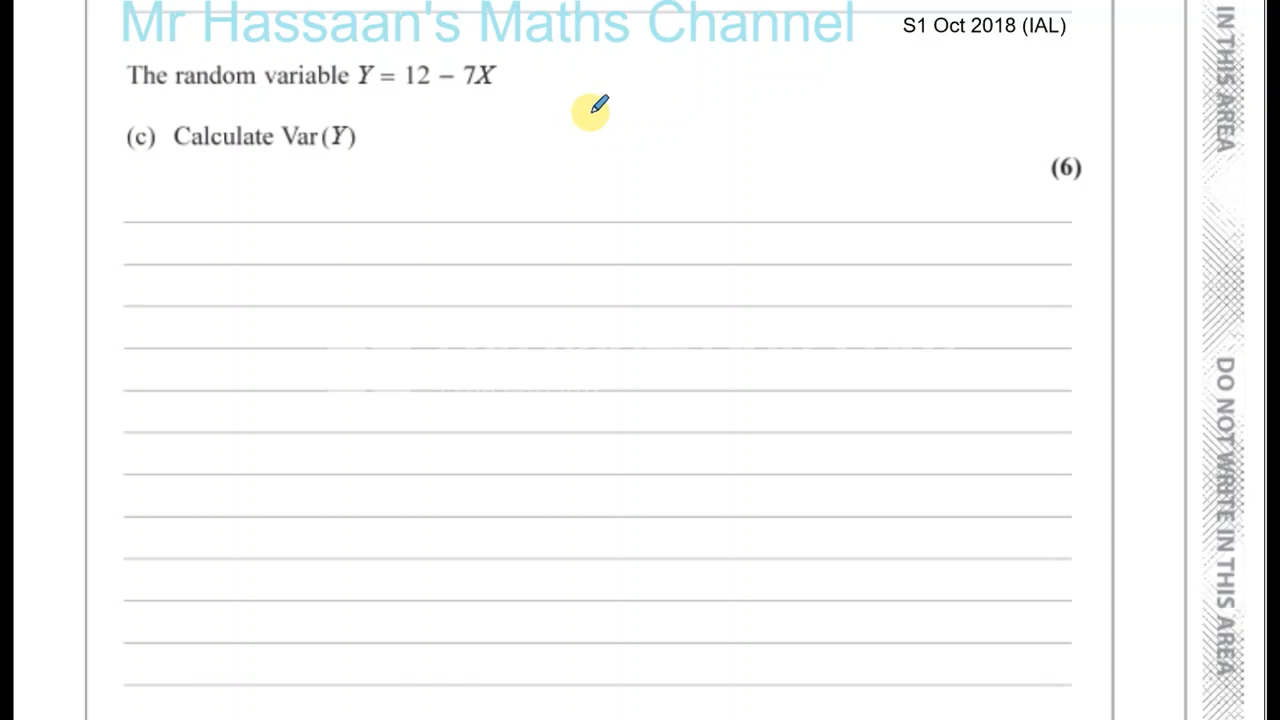 Mr Hassaan's Maths Channel
S1 Oct 2018 (IAL)
The random variable Y = 12 – 7X
(c) Calculate Var(Y)
(6)
IN THIS AREA
DO NOT WRITE IN THIS AREA